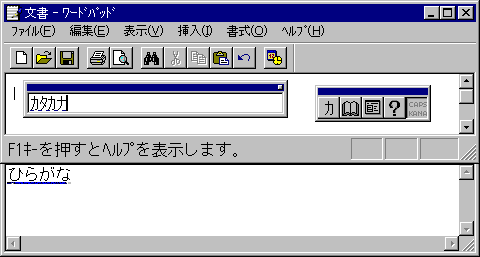 文書 - ﾜｰﾄﾞﾊﾟｯﾄﾞ
ﾌｧｲﾙ(F) 編集(E) 表示(V) 挿入(I) 書式(O) ﾍﾙﾌﾟ(H)
ｶﾀｶﾅ
ｶ ? CAPS
KANA
F1ｷｰを押すとﾍﾙﾌﾟを表示します。
ひらがな